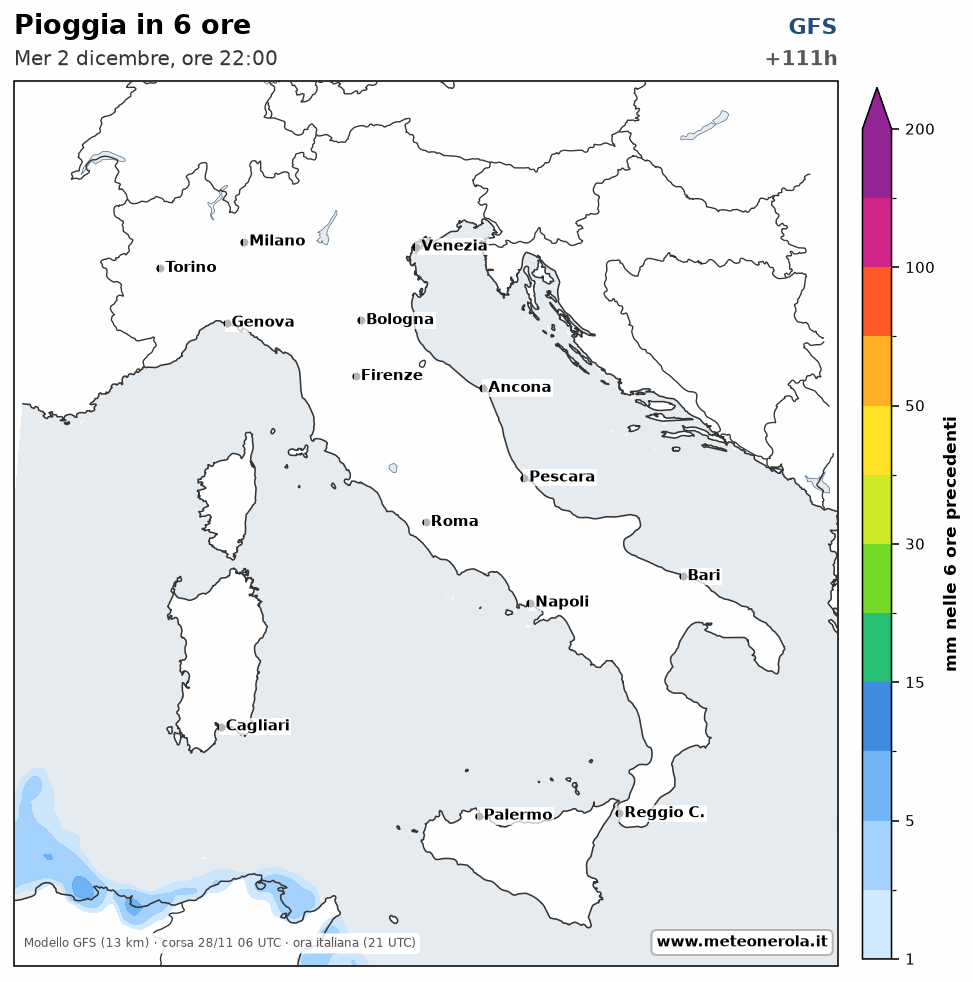 Pioggia in 6 ore
GFS
Mer 2 dicembre, ore 22:00
+111h
200
Milano
Venezia
Torino
100
Genova
Bologna
Firenze
Ancona
50
Pescara
Roma
30
Bari
Napoli
15
Cagliari
Palermo
Reggio C.
5
mm nelle 6 ore precedenti
Modello GFS (13 km) · corsa 28/11 06 UTC · ora italiana (21 UTC)
www.meteonerola.it
1